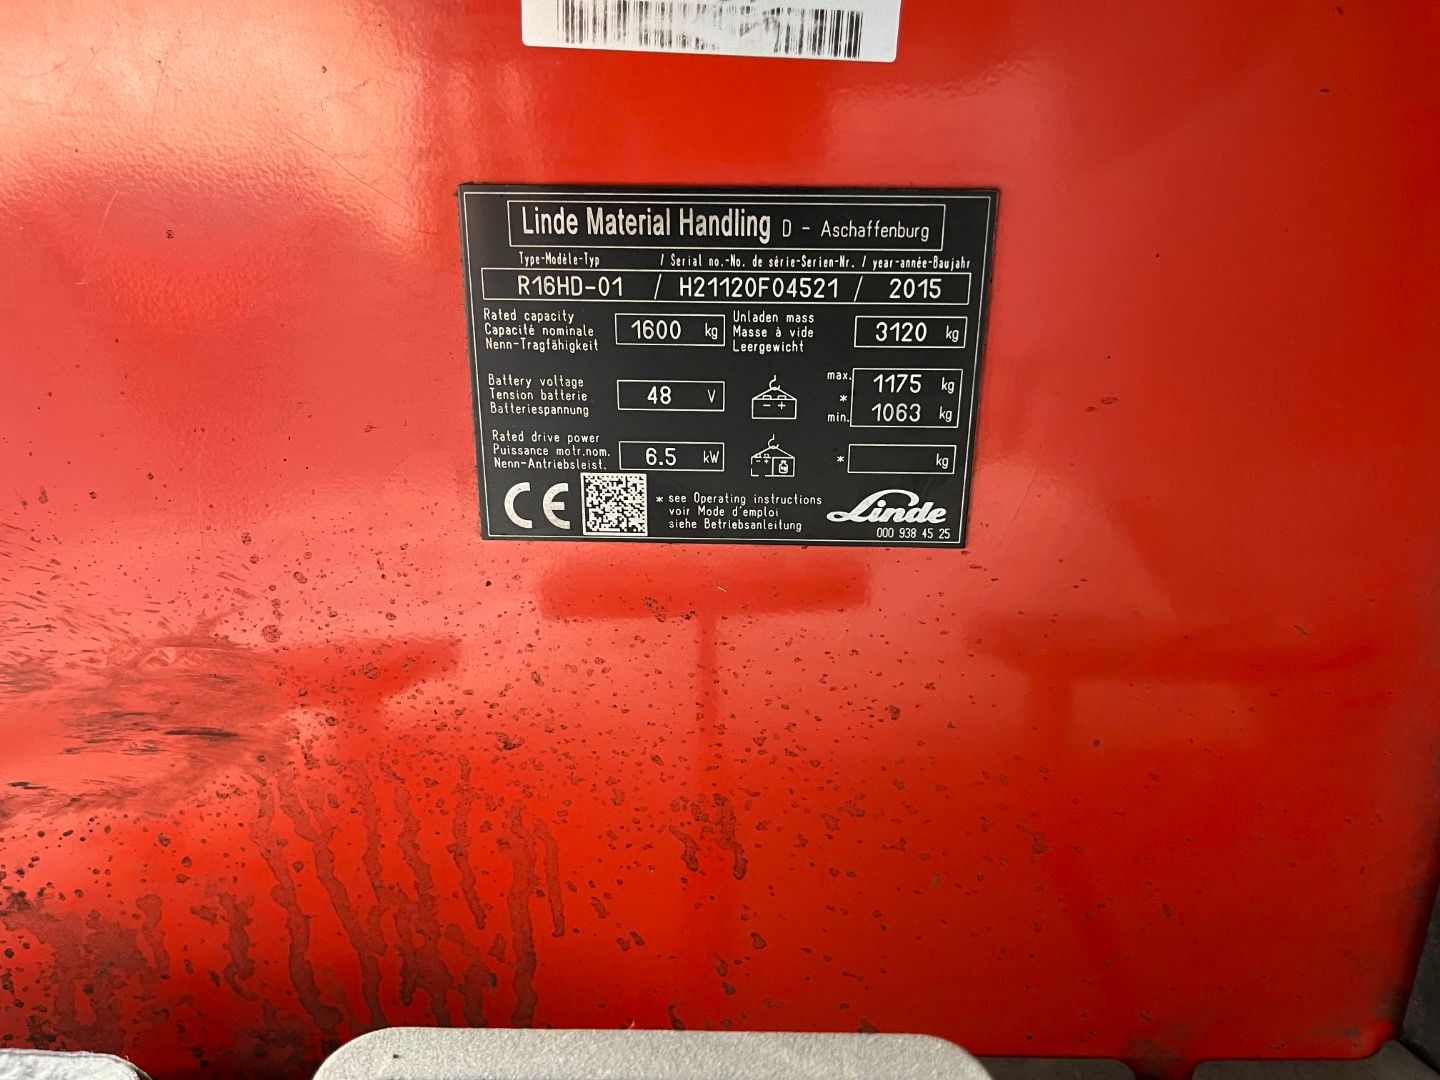 Linde Material Handling D - Aschaffenburg
Type-Modèle-Typ / Serial no.-No. de série-Serien-Nr. / year-année-Baujahr
R16HD-01 / H21120F04521 / 2015
Rated capacity
Capacité nominale
Nenn-Tragfähigkeit
1600 kg
Unladen mass
Masse à vide
Leergewicht
3120 kg
Battery voltage
Tension batterie
Batteriespannung
48 V
- +
max. 1175 kg
*
min. 1063 kg
Rated drive power
Puissance motr.nom.
Nenn-Antriebsleist.
6.5 kW
- +
kg
* kg
CE
* see Operating instructions
voir Mode d'emploi
siehe Betriebsanleitung
Linde
000 938 45 25